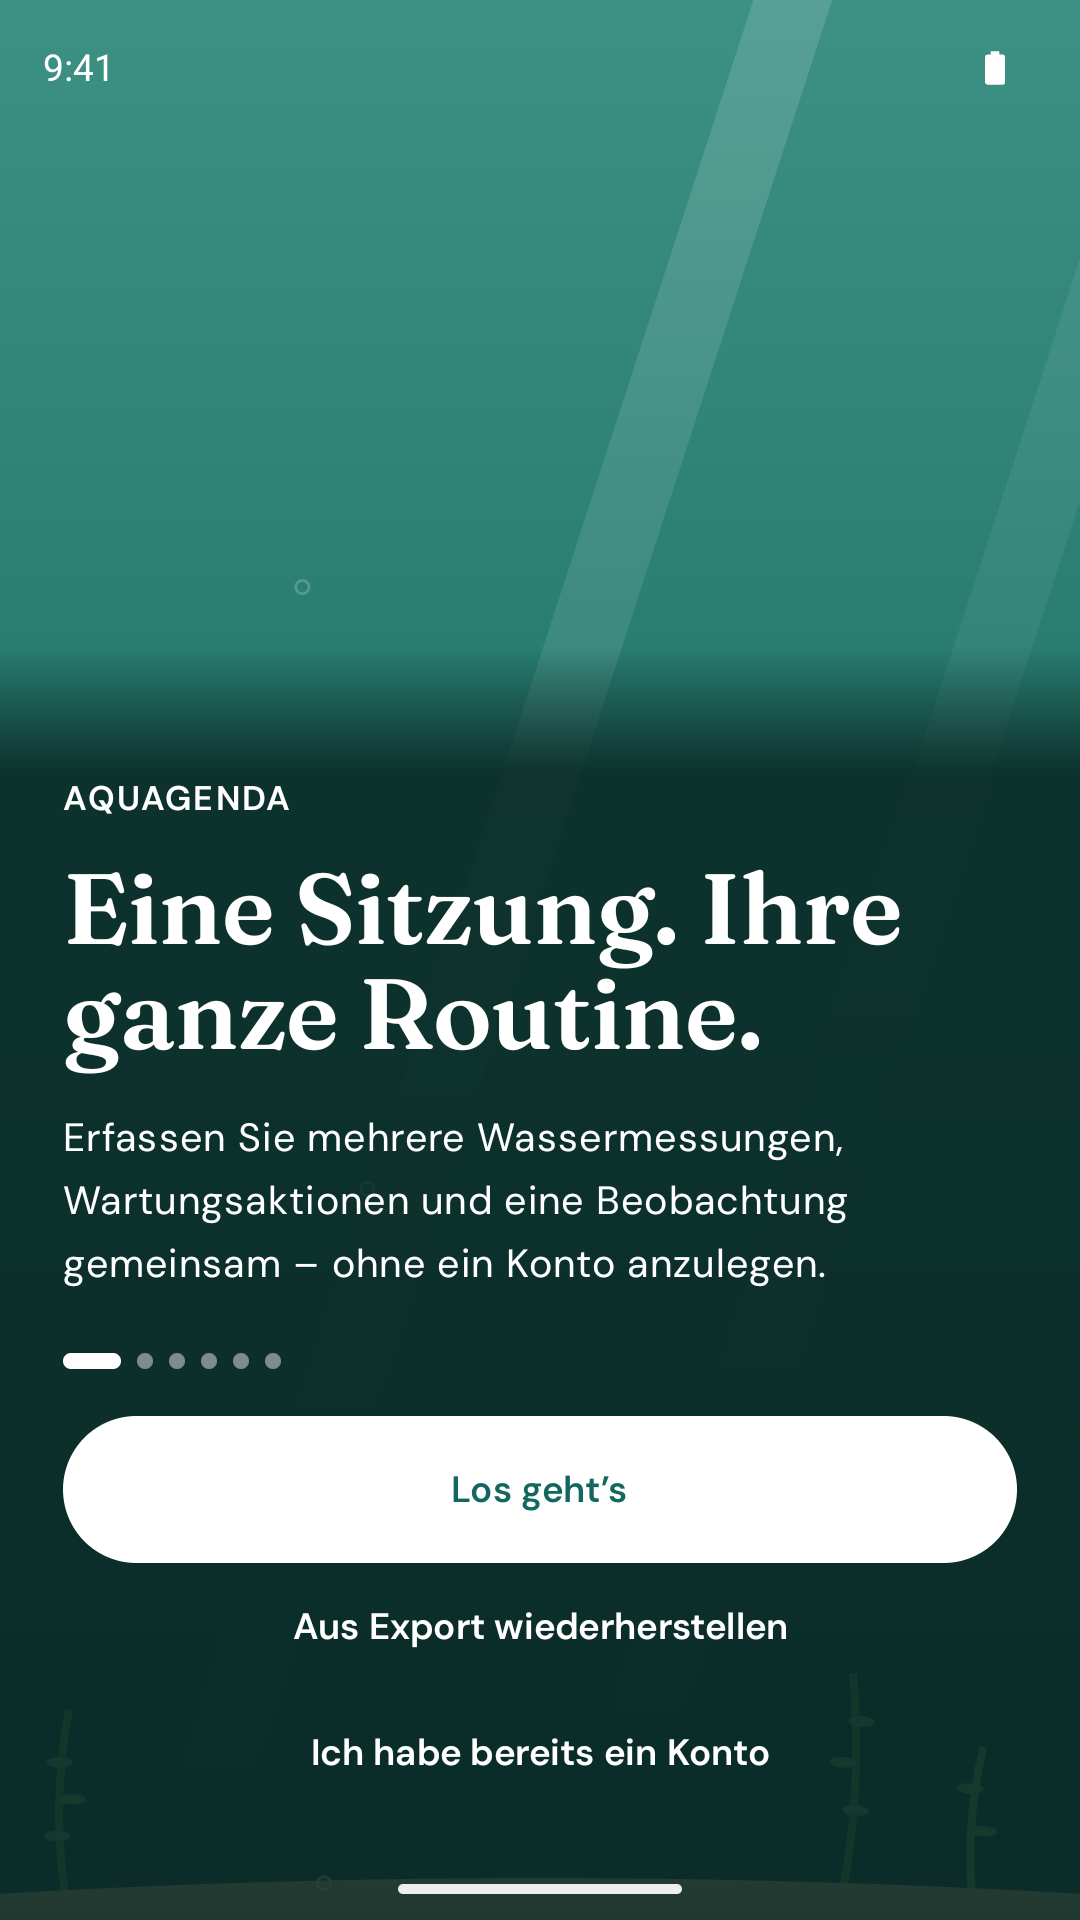 9:41
AQUAGENDA
Eine Sitzung. Ihre
ganze Routine.
Erfassen Sie mehrere Wassermessungen,
Wartungsaktionen und eine Beobachtung
gemeinsam – ohne ein Konto anzulegen.
Los geht’s
Aus Export wiederherstellen
Ich habe bereits ein Konto